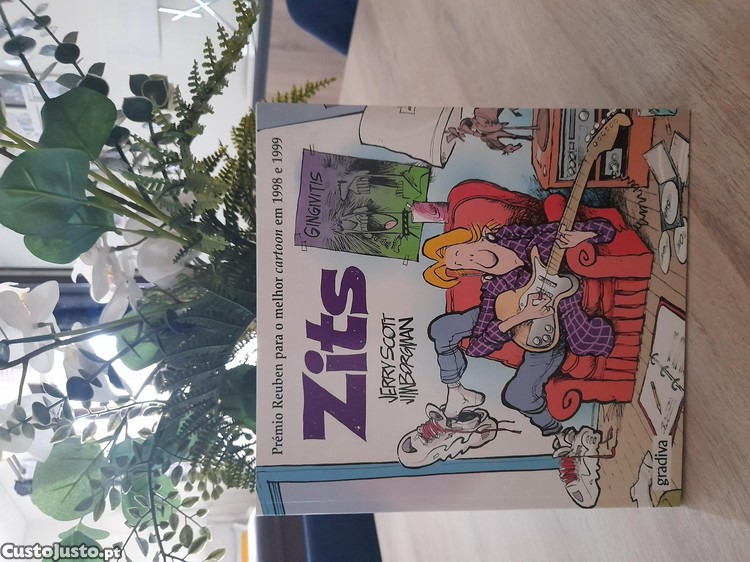 Prémio Reuben para o melhor cartoon em 1998 e 1999
Zits
JERRY SCOTT
JIM BORGMAN
GINGIVITIS
gradiva
CustoJusto.pt